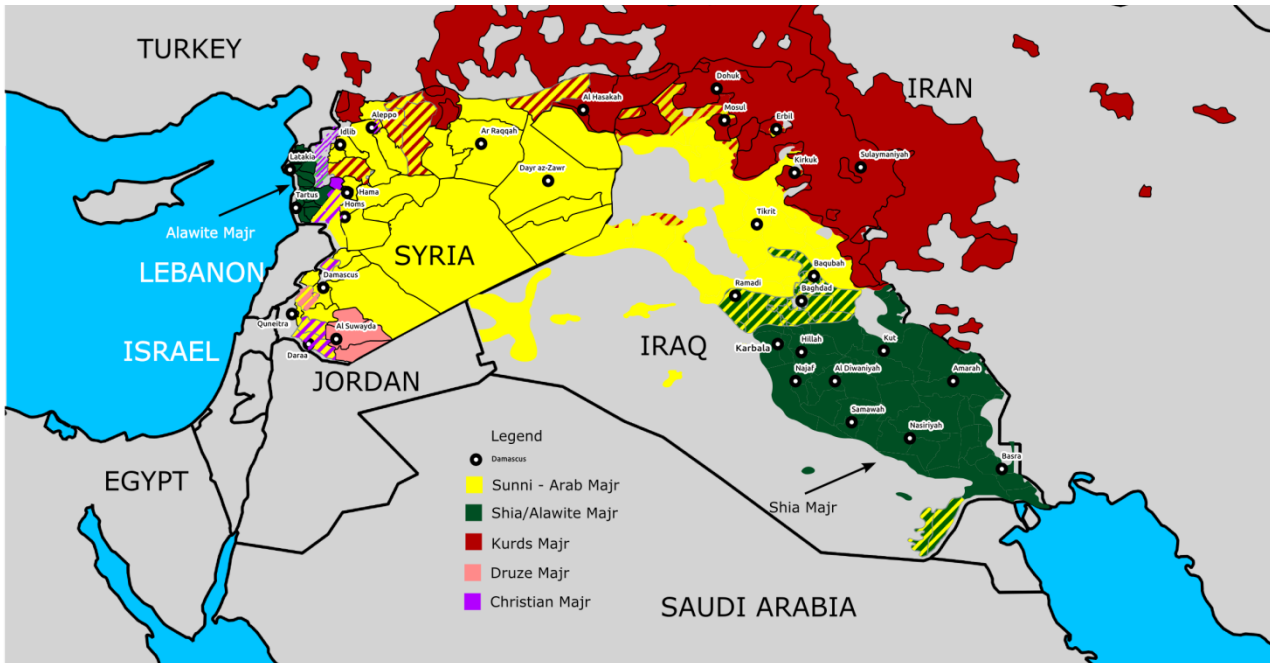 TURKEY
IRAN
Dohuk
Al Hasakah
Mosul
Aleppo
Erbil
Idlib
Ar Raqqah
Latakia
Kirkuk
Sulaymaniyah
Dayr az-Zawr
Hama
Tartus
Homs
Tikrit
Alawite Majr
SYRIA
LEBANON
Baqubah
Damascus
Ramadi
Baghdad
Quneitra
Al Suwayda
ISRAEL
Daraa
IRAQ
Karbala
Hillah
Kut
JORDAN
Najaf
Al Diwaniyah
Amarah
Samawah
Nasiriyah
Legend
Damascus
Basra
EGYPT
Sunni - Arab Majr
Shia Majr
Shia/Alawite Majr
Kurds Majr
Druze Majr
Christian Majr
SAUDI ARABIA